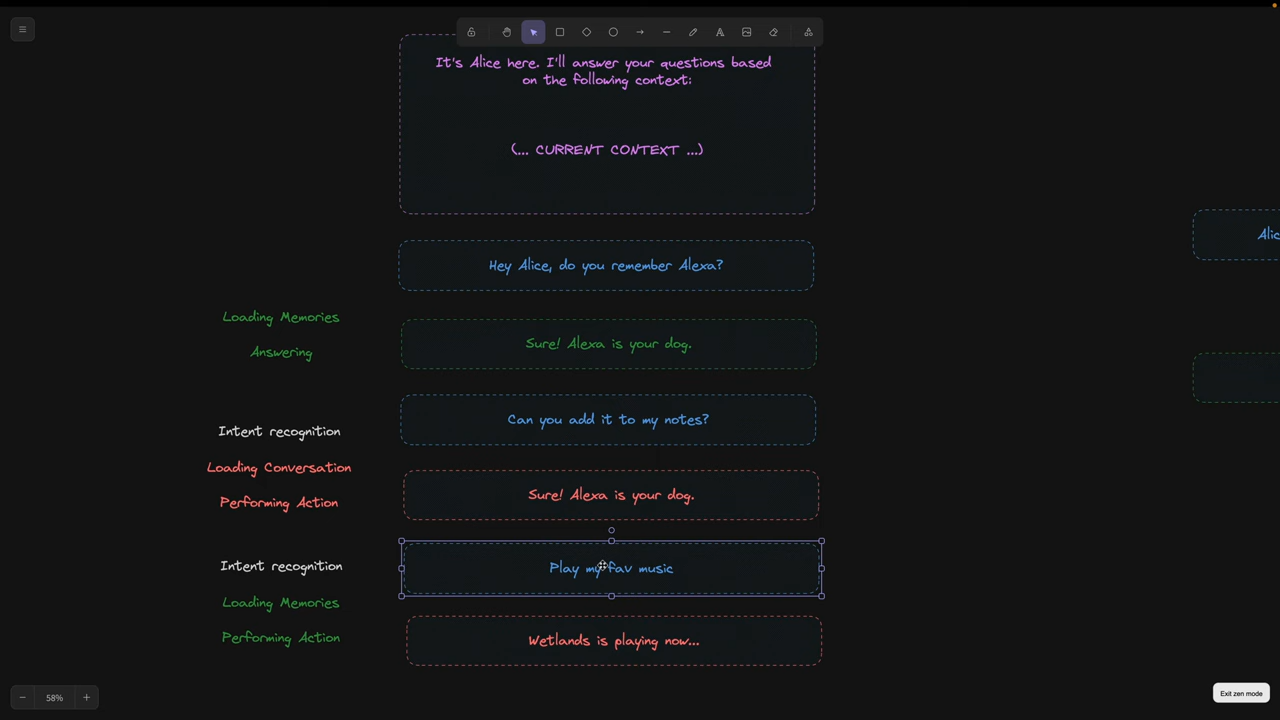 It's Alice here. I'll answer your questions based
on the following context:
(... CURRENT CONTEXT ...)
Hey Alice, do you remember Alexa?
Alic
Loading Memories
Answering
Sure! Alexa is your dog.
Can you add it to my notes?
Intent recognition
Loading Conversation
Performing Action
Sure! Alexa is your dog.
Intent recognition
Loading Memories
Performing Action
Play my fav music
Wetlands is playing now...
58%
Exit zen mode